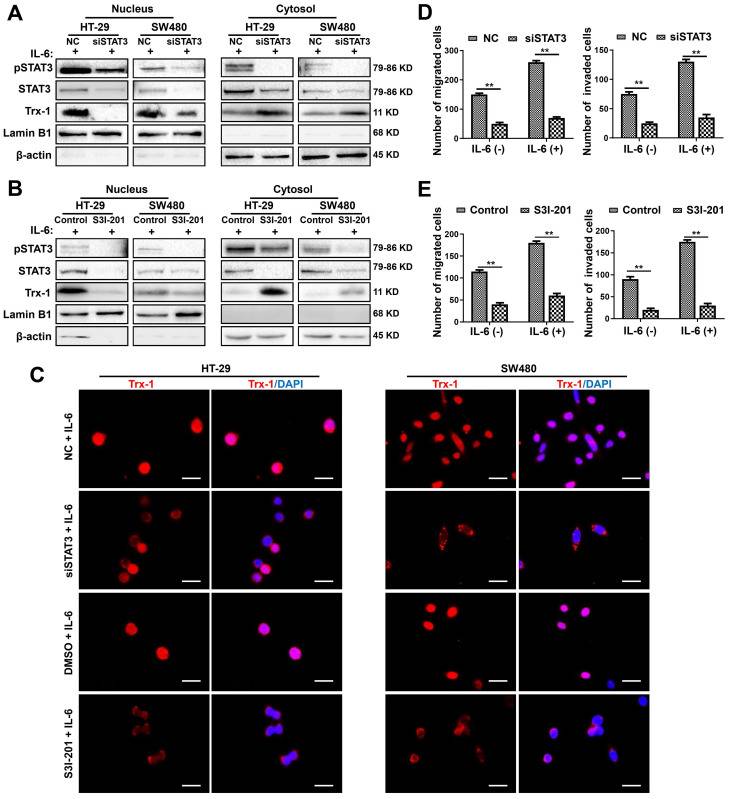 A
Nucleus
Cytosol
HT-29
SW480
HT-29
SW480
NC siSTAT3
NC siSTAT3
NC siSTAT3
NC siSTAT3
IL-6: + + + + + + + +
pSTAT3
79-86 KD
STAT3
79-86 KD
Trx-1
11 KD
Lamin B1
68 KD
β-actin
45 KD
B
Nucleus
Cytosol
HT-29
SW480
HT-29
SW480
Control S3I-201
Control S3I-201
Control S3I-201
Control S3I-201
IL-6: + + + + + + + +
pSTAT3
79-86 KD
STAT3
79-86 KD
Trx-1
11 KD
Lamin B1
68 KD
β-actin
45 KD
D
NC siSTAT3
Number of migrated cells
300
200
100
0
**
**
IL-6 (-) IL-6 (+)
NC siSTAT3
Number of invaded cells
150
100
50
0
**
**
IL-6 (-) IL-6 (+)
E
Control S3I-201
Number of migrated cells
200
150
100
50
0
**
**
IL-6 (-) IL-6 (+)
Control S3I-201
Number of invaded cells
200
150
100
50
0
**
**
IL-6 (-) IL-6 (+)
C
HT-29
SW480
Trx-1
Trx-1/DAPI
Trx-1
Trx-1/DAPI
NC + IL-6
siSTAT3 + IL-6
DMSO + IL-6
S3I-201 + IL-6